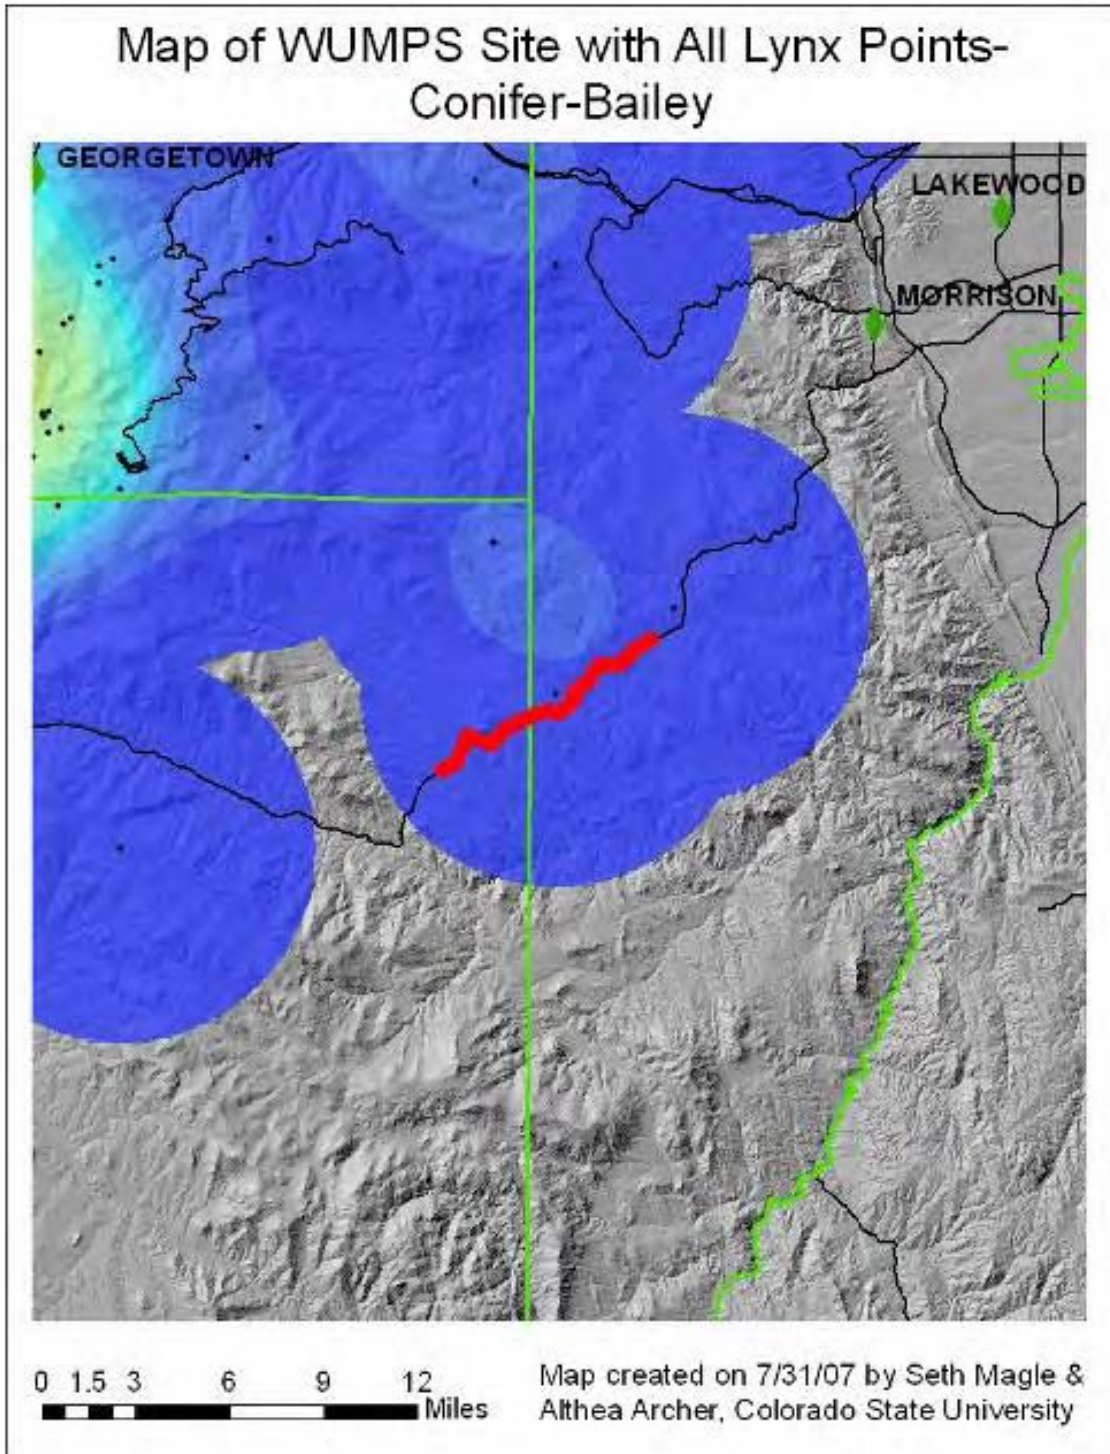 Map of WUMPS Site with All Lynx Points-
Conifer-Bailey
GEORGETOWN
LAKEWOOD
MORRISON
0 1.5 3 6 9 12
Miles
Map created on 7/31/07 by Seth Magle &
Althea Archer, Colorado State University